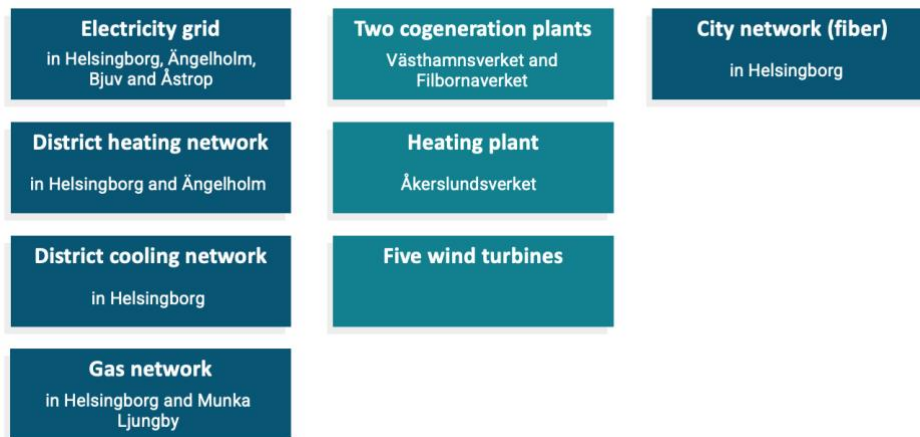 Electricity grid
in Helsingborg, Ängelholm,
Bjuv and Åstrop
District heating network
in Helsingborg and Ängelholm
District cooling network
in Helsingborg
Gas network
in Helsingborg and Munka
Ljungby
Two cogeneration plants
Västhamnsverket and
Filbornaverket
Heating plant
Åkerslundsverket
Five wind turbines
City network (fiber)
in Helsingborg